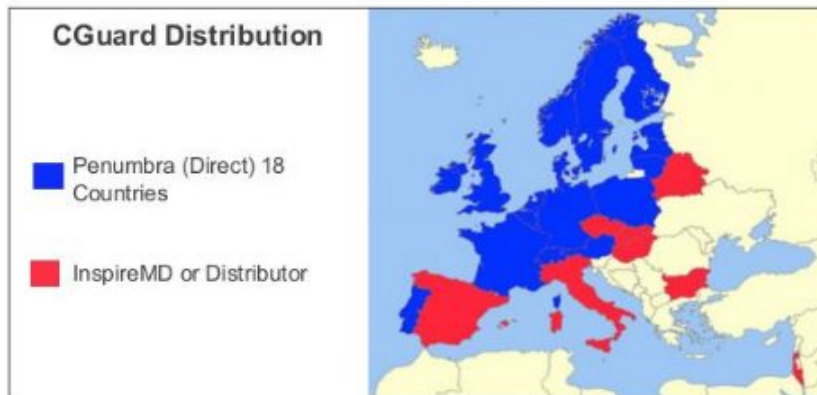 CGuard Distribution
Penumbra (Direct) 18
Countries
InspireMD or Distributor